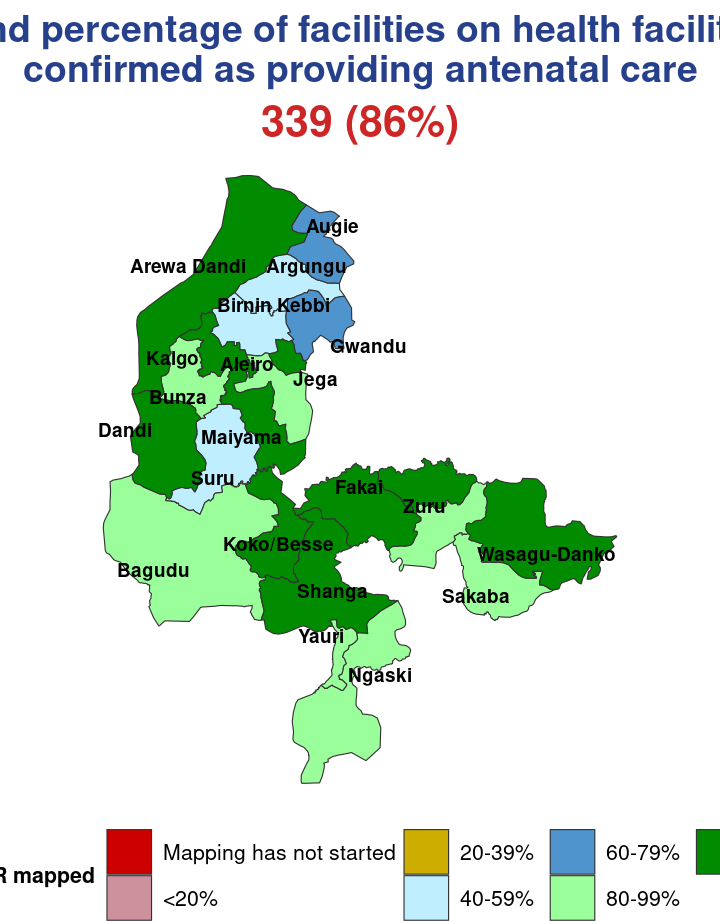 percentage of facilities on health
confirmed as providing antenatal care
339 (86%)
Augie
Arewa Dandi
Argungu
Birnin Kebbi
Gwandu
Kalgo
Aleiro
Jega
Bunza
Dandi
Maiyama
Suru
Fakai
Zuru
Koko/Besse
Wasagu-Danko
Bagudu
Shanga
Sakaba
Yauri
Ngaski
mapped
Mapping has not started
<20%
20-39%
40-59%
60-79%
80-99%